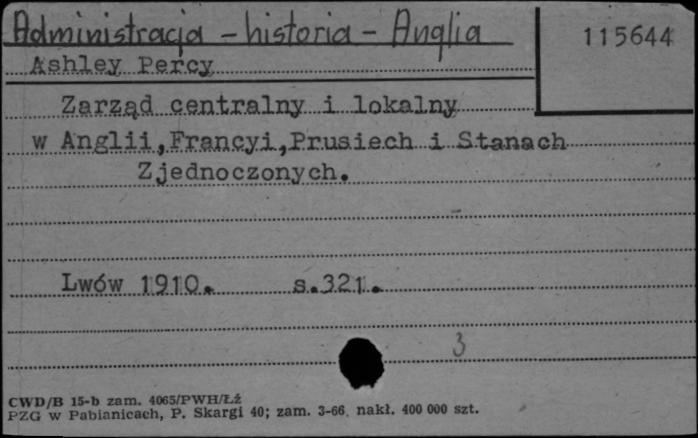 Administracja - historia - Anglia
115644
Ashley Percy
Zarząd centralny i lokalny
w Anglii,Francyi,Prusiech i Stanach
Zjednoczonych.
Lwów 1910. s.321.
3
CWD/B 15-b zam. 4065/PWH/Łź
PZG w Pabianicach, P. Skargi 40; zam. 3-66. nakł. 400 000 szt.